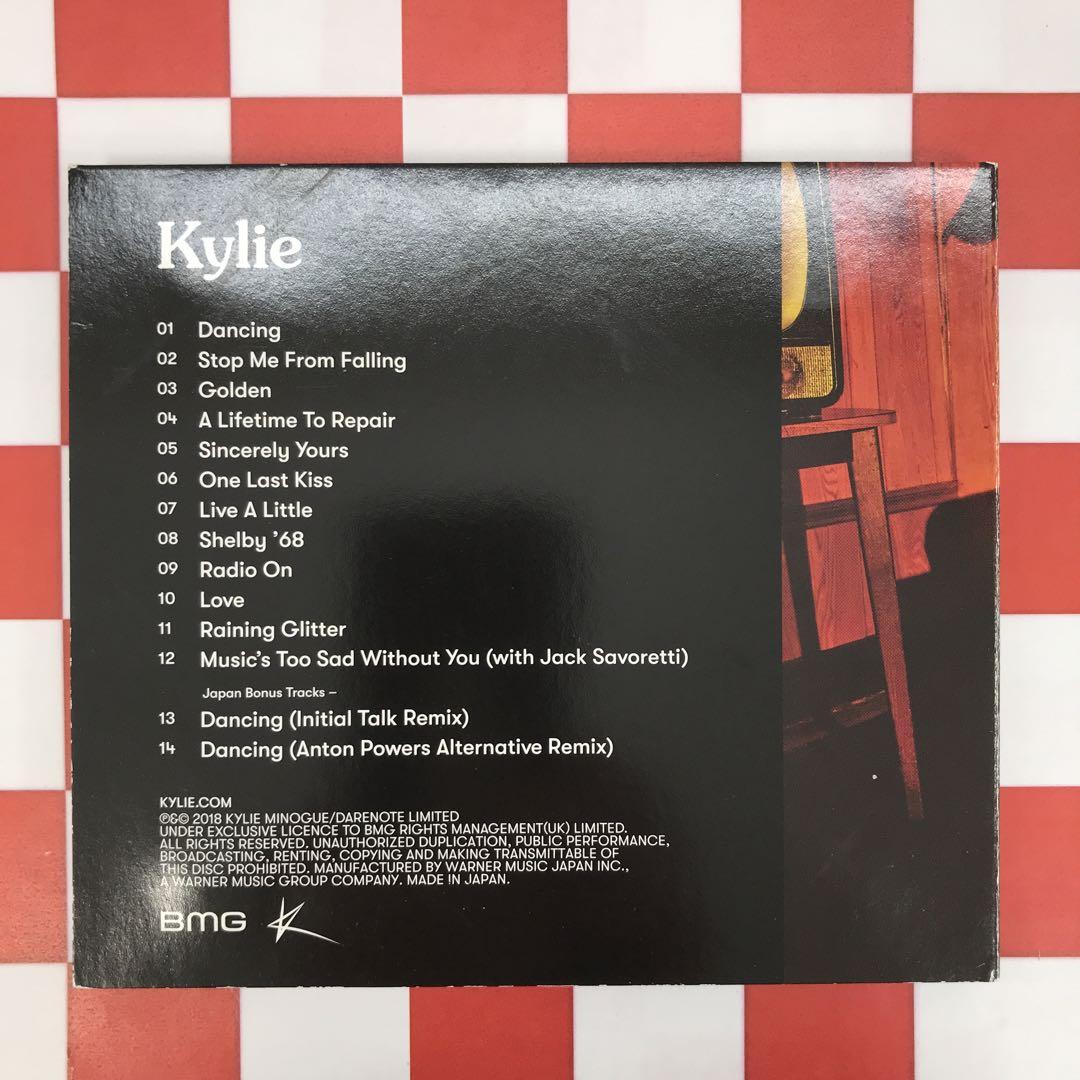 Kylie
01 Dancing
02 Stop Me From Falling
03 Golden
04 A Lifetime To Repair
05 Sincerely Yours
06 One Last Kiss
07 Live A Little
08 Shelby ’68
09 Radio On
10 Love
11 Raining Glitter
12 Music’s Too Sad Without You (with Jack Savoretti)
Japan Bonus Tracks –
13 Dancing (Initial Talk Remix)
14 Dancing (Anton Powers Alternative Remix)
KYLIE.COM
℗&© 2018 KYLIE MINOGUE/DARENOTE LIMITED
UNDER EXCLUSIVE LICENCE TO BMG RIGHTS MANAGEMENT(UK) LIMITED.
ALL RIGHTS RESERVED. UNAUTHORIZED DUPLICATION, PUBLIC PERFORMANCE,
BROADCASTING, RENTING, COPYING AND MAKING TRANSMITTABLE OF
THIS DISC PROHIBITED. MANUFACTURED BY WARNER MUSIC JAPAN INC.,
A WARNER MUSIC GROUP COMPANY. MADE IN JAPAN.
BMG K